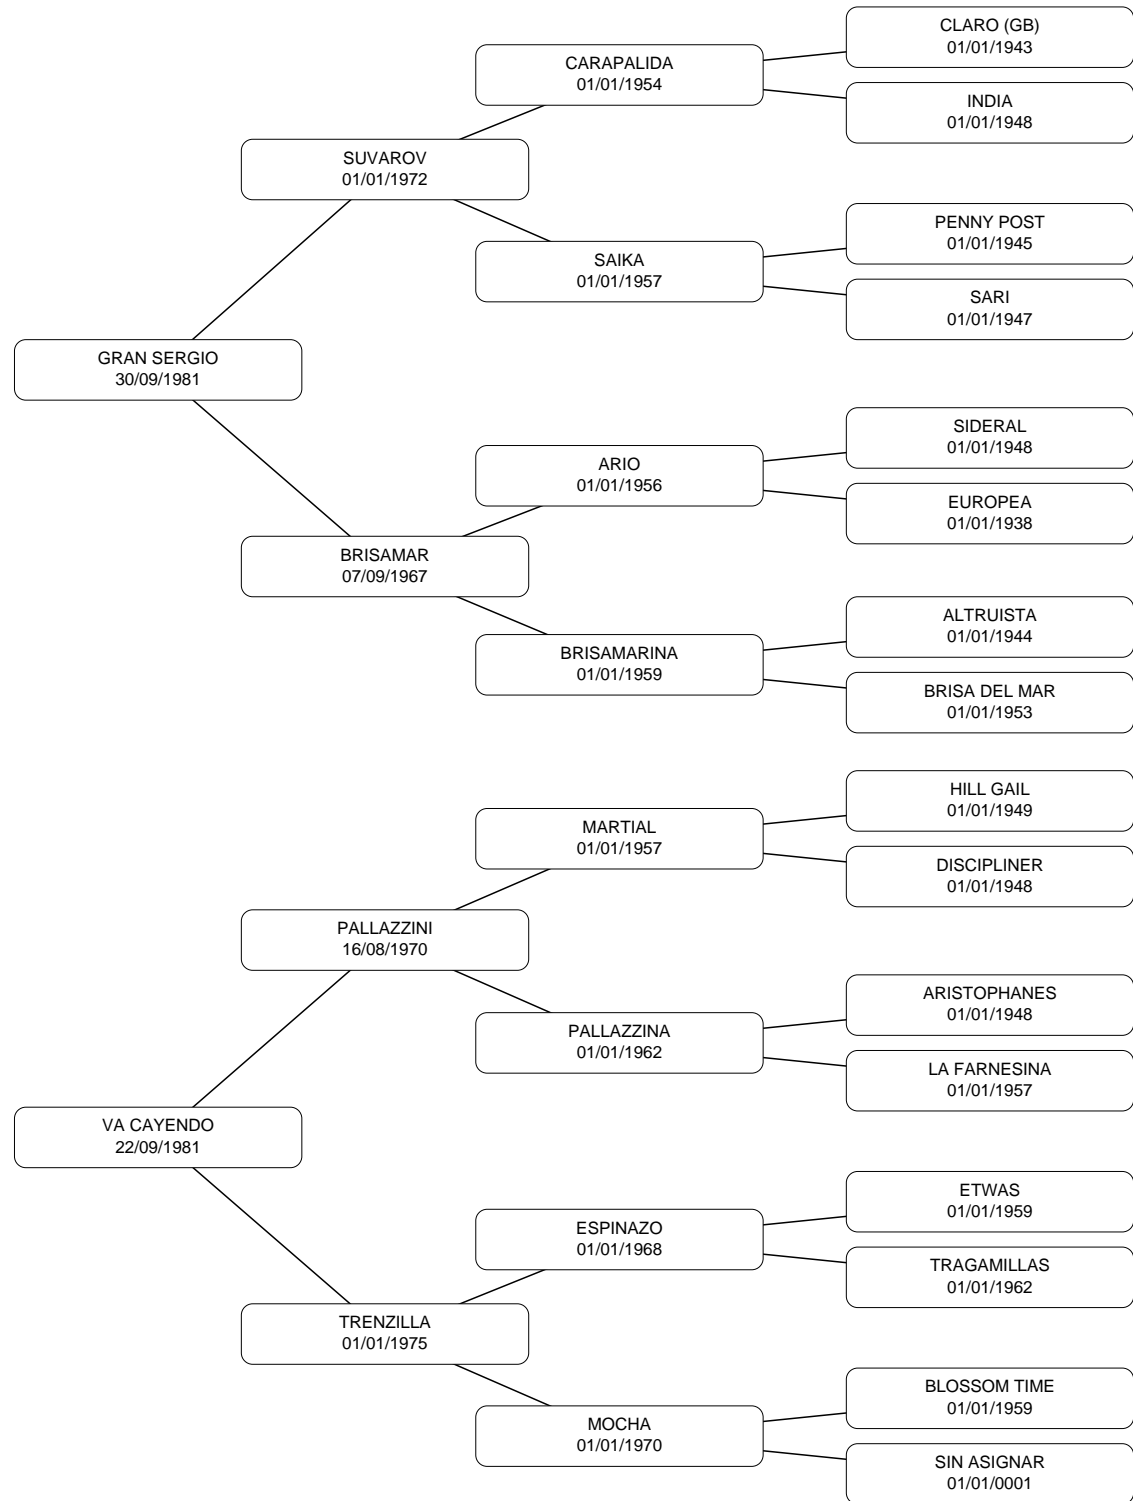 CLARO (GB)
01/01/1943
CARAPALIDA
01/01/1954
INDIA
01/01/1948
SUVAROV
01/01/1972
PENNY POST
01/01/1945
SAIKA
01/01/1957
SARI
01/01/1947
GRAN SERGIO
30/09/1981
SIDERAL
01/01/1948
ARIO
01/01/1956
EUROPEA
01/01/1938
BRISAMAR
07/09/1967
ALTRUISTA
01/01/1944
BRISAMARINA
01/01/1959
BRISA DEL MAR
01/01/1953
HILL GAIL
01/01/1949
MARTIAL
01/01/1957
DISCIPLINER
01/01/1948
PALLAZZINI
16/08/1970
ARISTOPHANES
01/01/1948
PALLAZZINA
01/01/1962
LA FARNESINA
01/01/1957
VA CAYENDO
22/09/1981
ETWAS
01/01/1959
ESPINAZO
01/01/1968
TRAGAMILLAS
01/01/1962
TRENZILLA
01/01/1975
BLOSSOM TIME
01/01/1959
MOCHA
01/01/1970
SIN ASIGNAR
01/01/0001